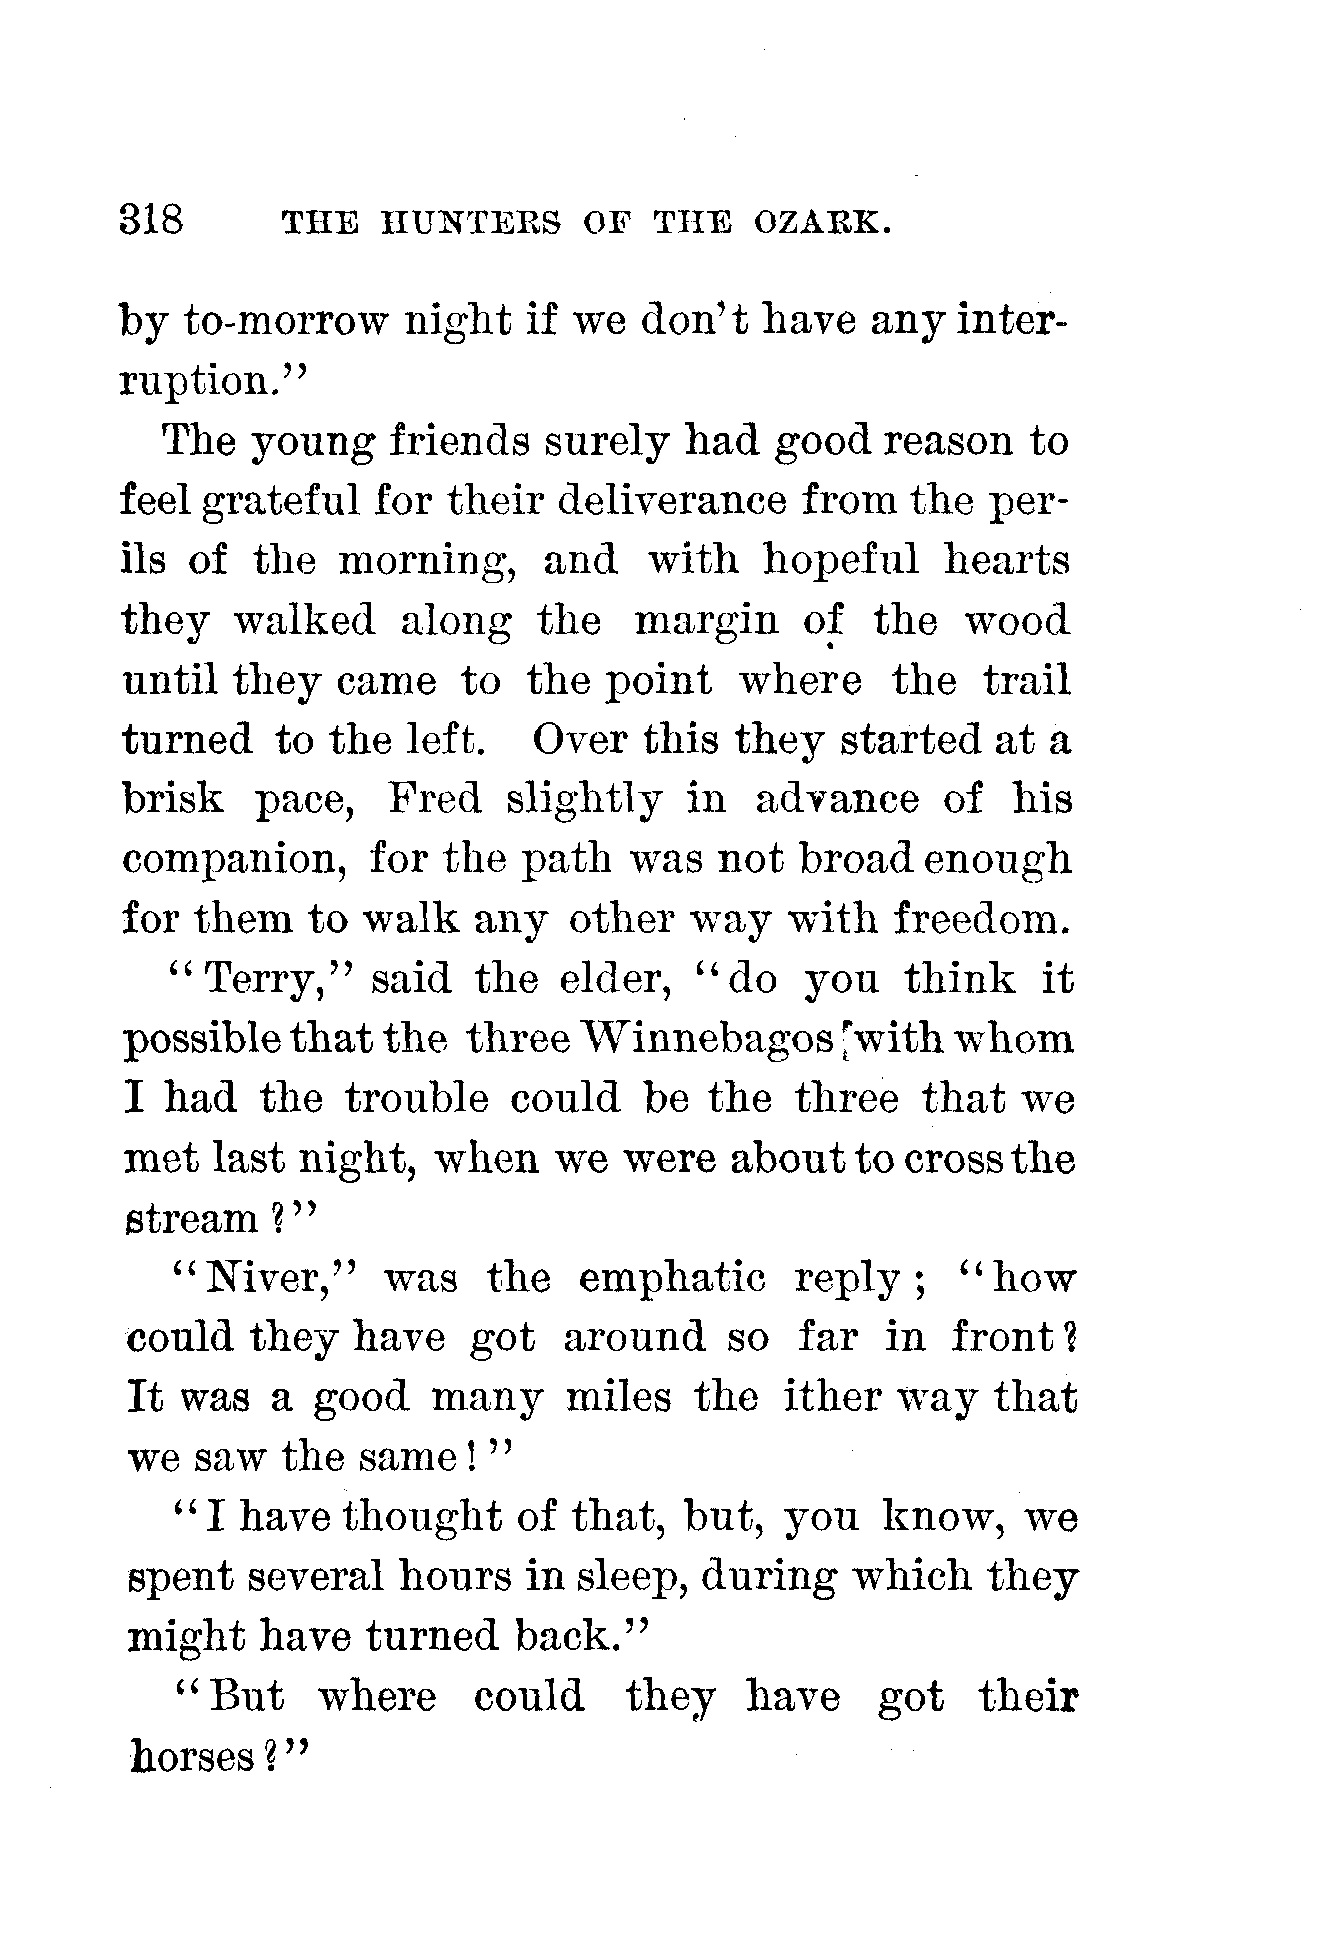 318 THE HUNTERS OF THE OZARK.
by to-morrow night if we don't have any inter-
ruption."
The young friends surely had good reason to
feel grateful for their deliverance from the per-
ils of the morning, and with hopeful hearts
they walked along the margin of the wood
until they came to the point where the trail
turned to the left. Over this they started at a
brisk pace, Fred slightly in advance of his
companion, for the path was not broad enough
for them to walk any other way with freedom.
"Terry," said the elder, "do you think it
possible that the three Winnebagos with whom
I had the trouble could be the three that we
met last night, when we were about to cross the
stream?"
"Niver," was the emphatic reply; "how
could they have got around so far in front?
It was a good many miles the ither way that
we saw the same!"
"I have thought of that, but, you know, we
spent several hours in sleep, during which they
might have turned back."
"But where could they have got their
horses?"